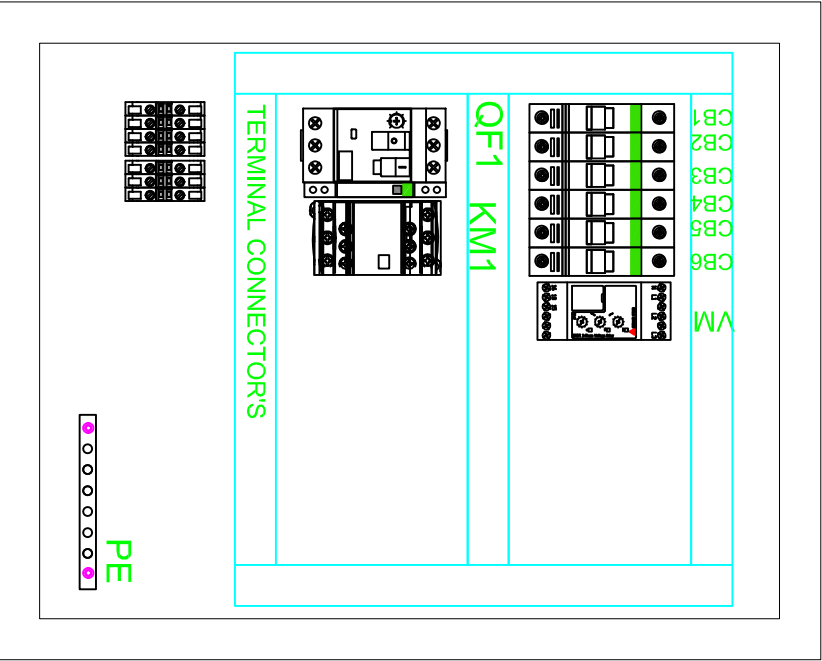 TERMINAL CONNECTOR'S
QF1 KM1
CB1
CB2
CB3
CB4
CB5
CB6
VM
PE